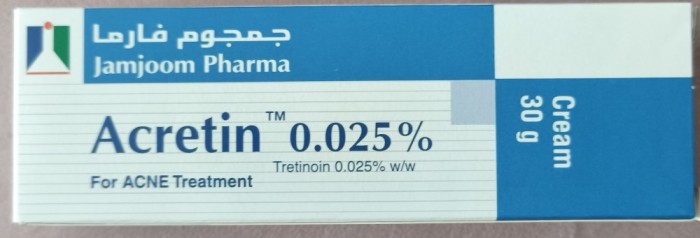 جمجوم فارما
Jamjoom Pharma
Acretin™ 0.025%
Tretinoin 0.025% w/w
For ACNE Treatment
Cream
30 g